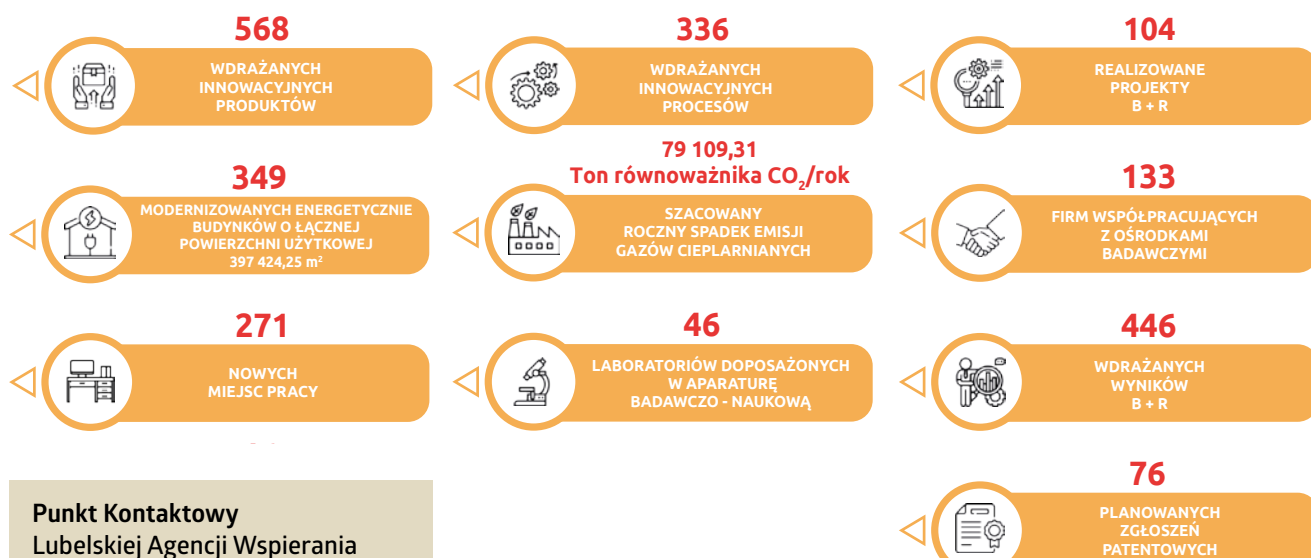 568
WDRAŻANYCH
INNOWACYJNYCH
PRODUKTÓW
336
WDRAŻANYCH
INNOWACYJNYCH
PROCESÓW
104
REALIZOWANE
PROJEKTY
B + R
349
MODERNIZOWANYCH ENERGETYCZNIE
BUDYNKÓW O ŁĄCZNEJ
POWIERZCHNI UŻYTKOWEJ
397 424,25 m²
79 109,31
Ton równoważnika CO₂/rok
SZACOWANY
ROCZNY SPADEK EMISJI
GAZÓW CIEPLARNIANYCH
133
FIRM WSPÓŁPRACUJĄCYCH
Z OŚRODKAMI
BADAWCZYMI
271
NOWYCH
MIEJSC PRACY
46
LABORATORIÓW DOPOSAŻONYCH
W APARATURĘ
BADAWCZO - NAUKOWĄ
446
WDRAŻANYCH
WYNIKÓW
B + R
76
PLANOWANYCH
ZGŁOSZEŃ
PATENTOWYCH
Punkt Kontaktowy
Lubelskiej Agencji Wspierania